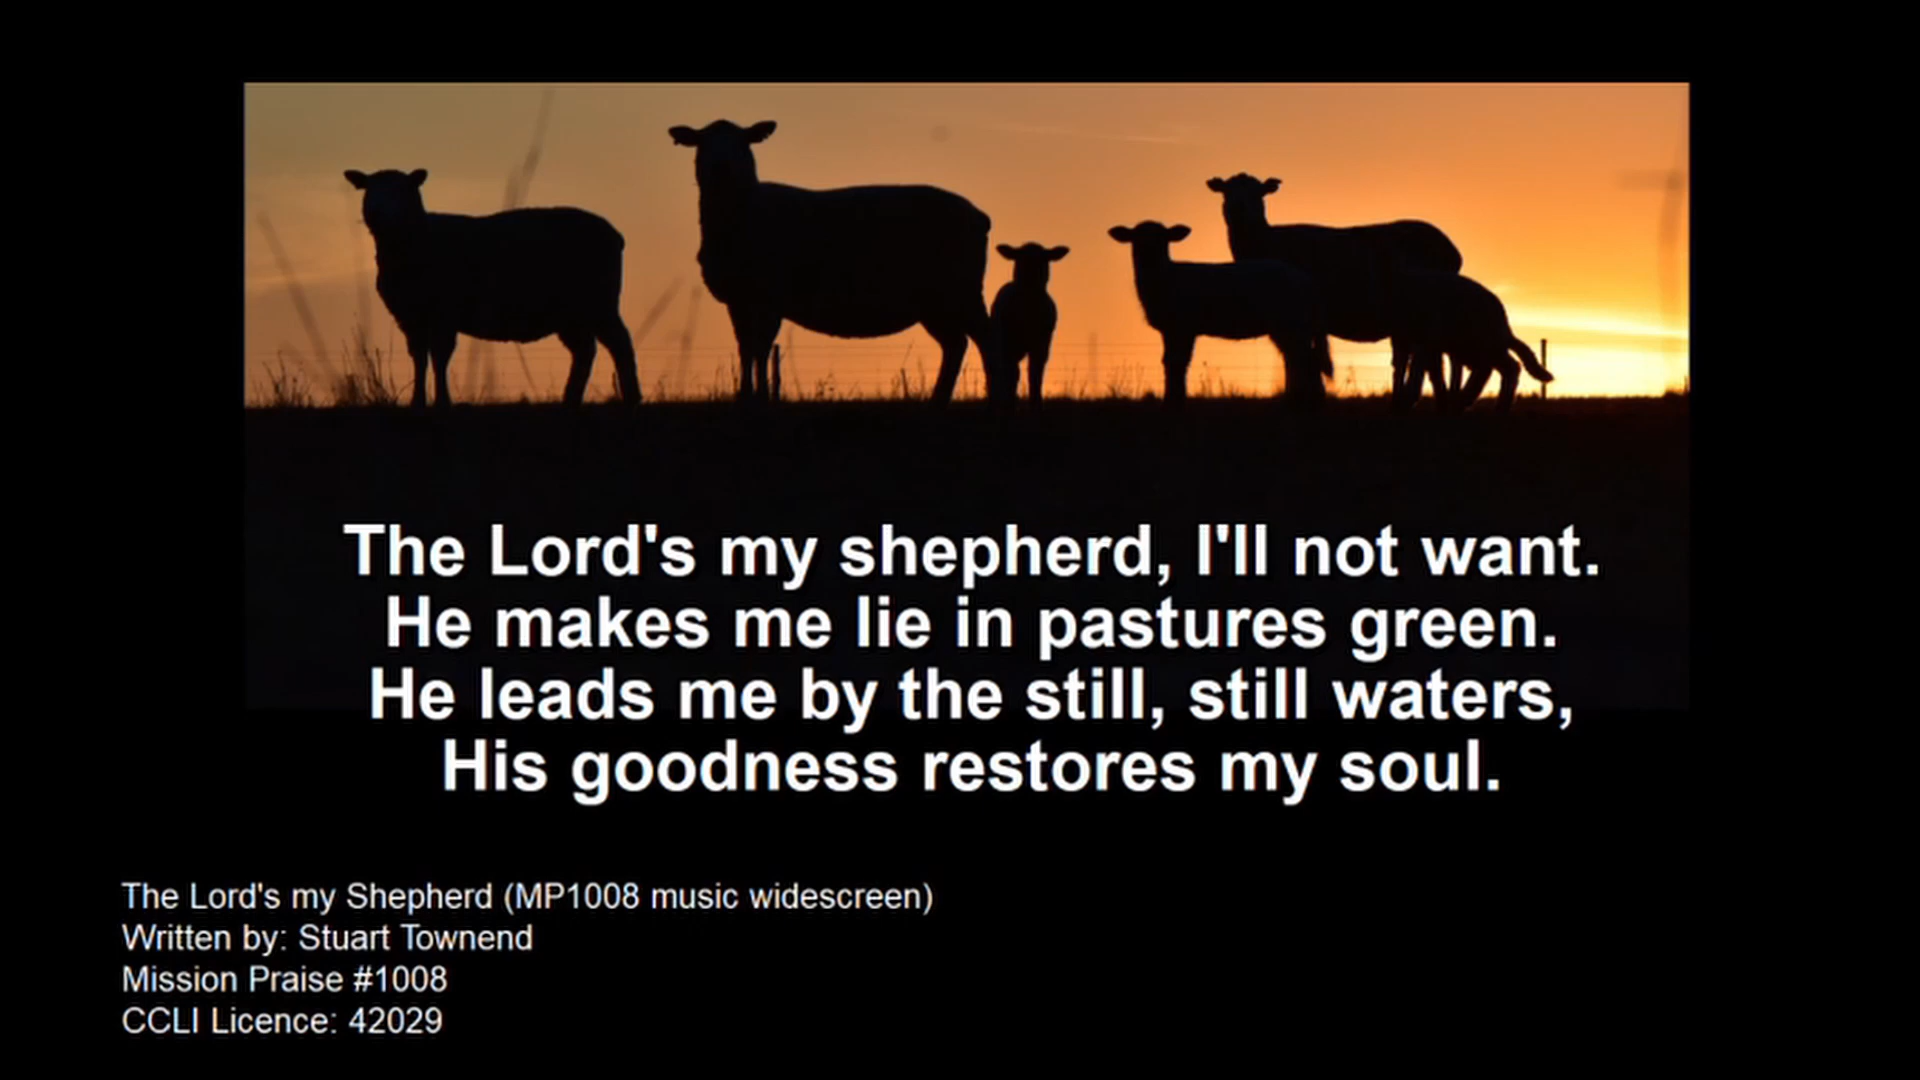 The Lord's my shepherd, I'll not want.
He makes me lie in pastures green.
He leads me by the still, still waters,
His goodness restores my soul.
The Lord's my Shepherd (MP1008 music widescreen)
Written by: Stuart Townend
Mission Praise #1008
CCLI Licence: 42029